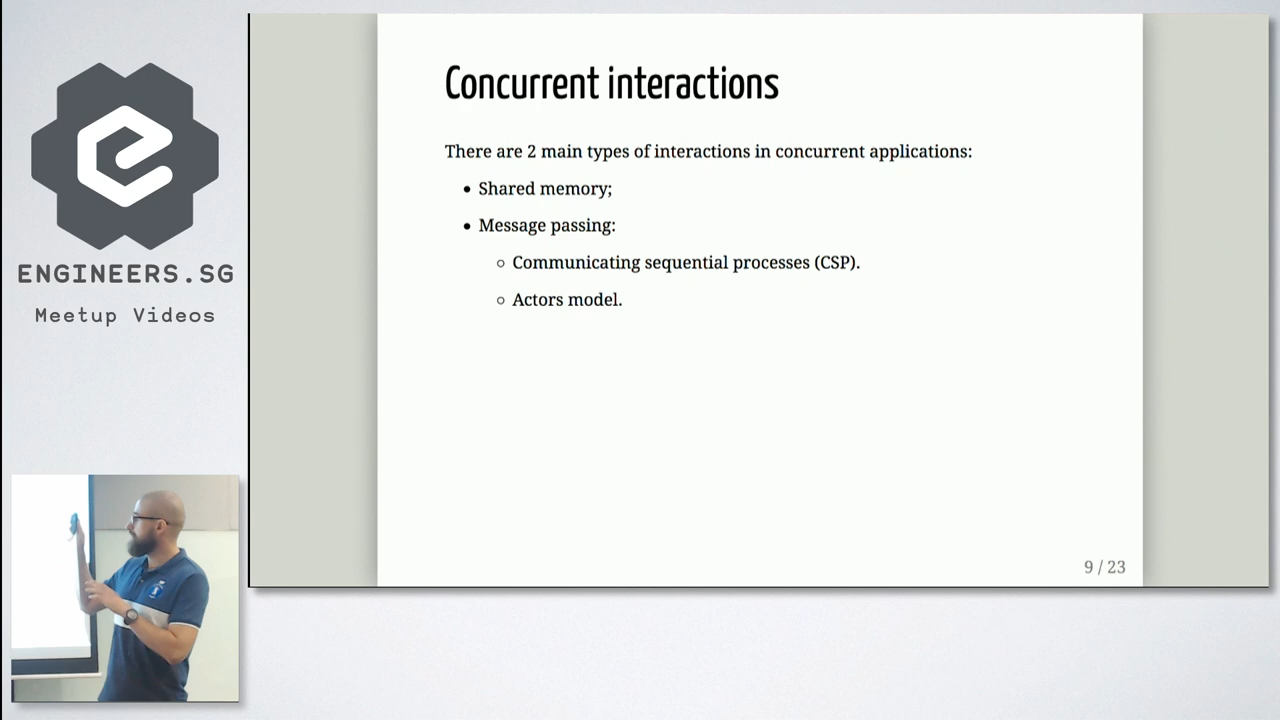 ENGINEERS.SG
Meetup Videos
Concurrent interactions
There are 2 main types of interactions in concurrent applications:
• Shared memory;
• Message passing:
○ Communicating sequential processes (CSP).
○ Actors model.
9 / 23